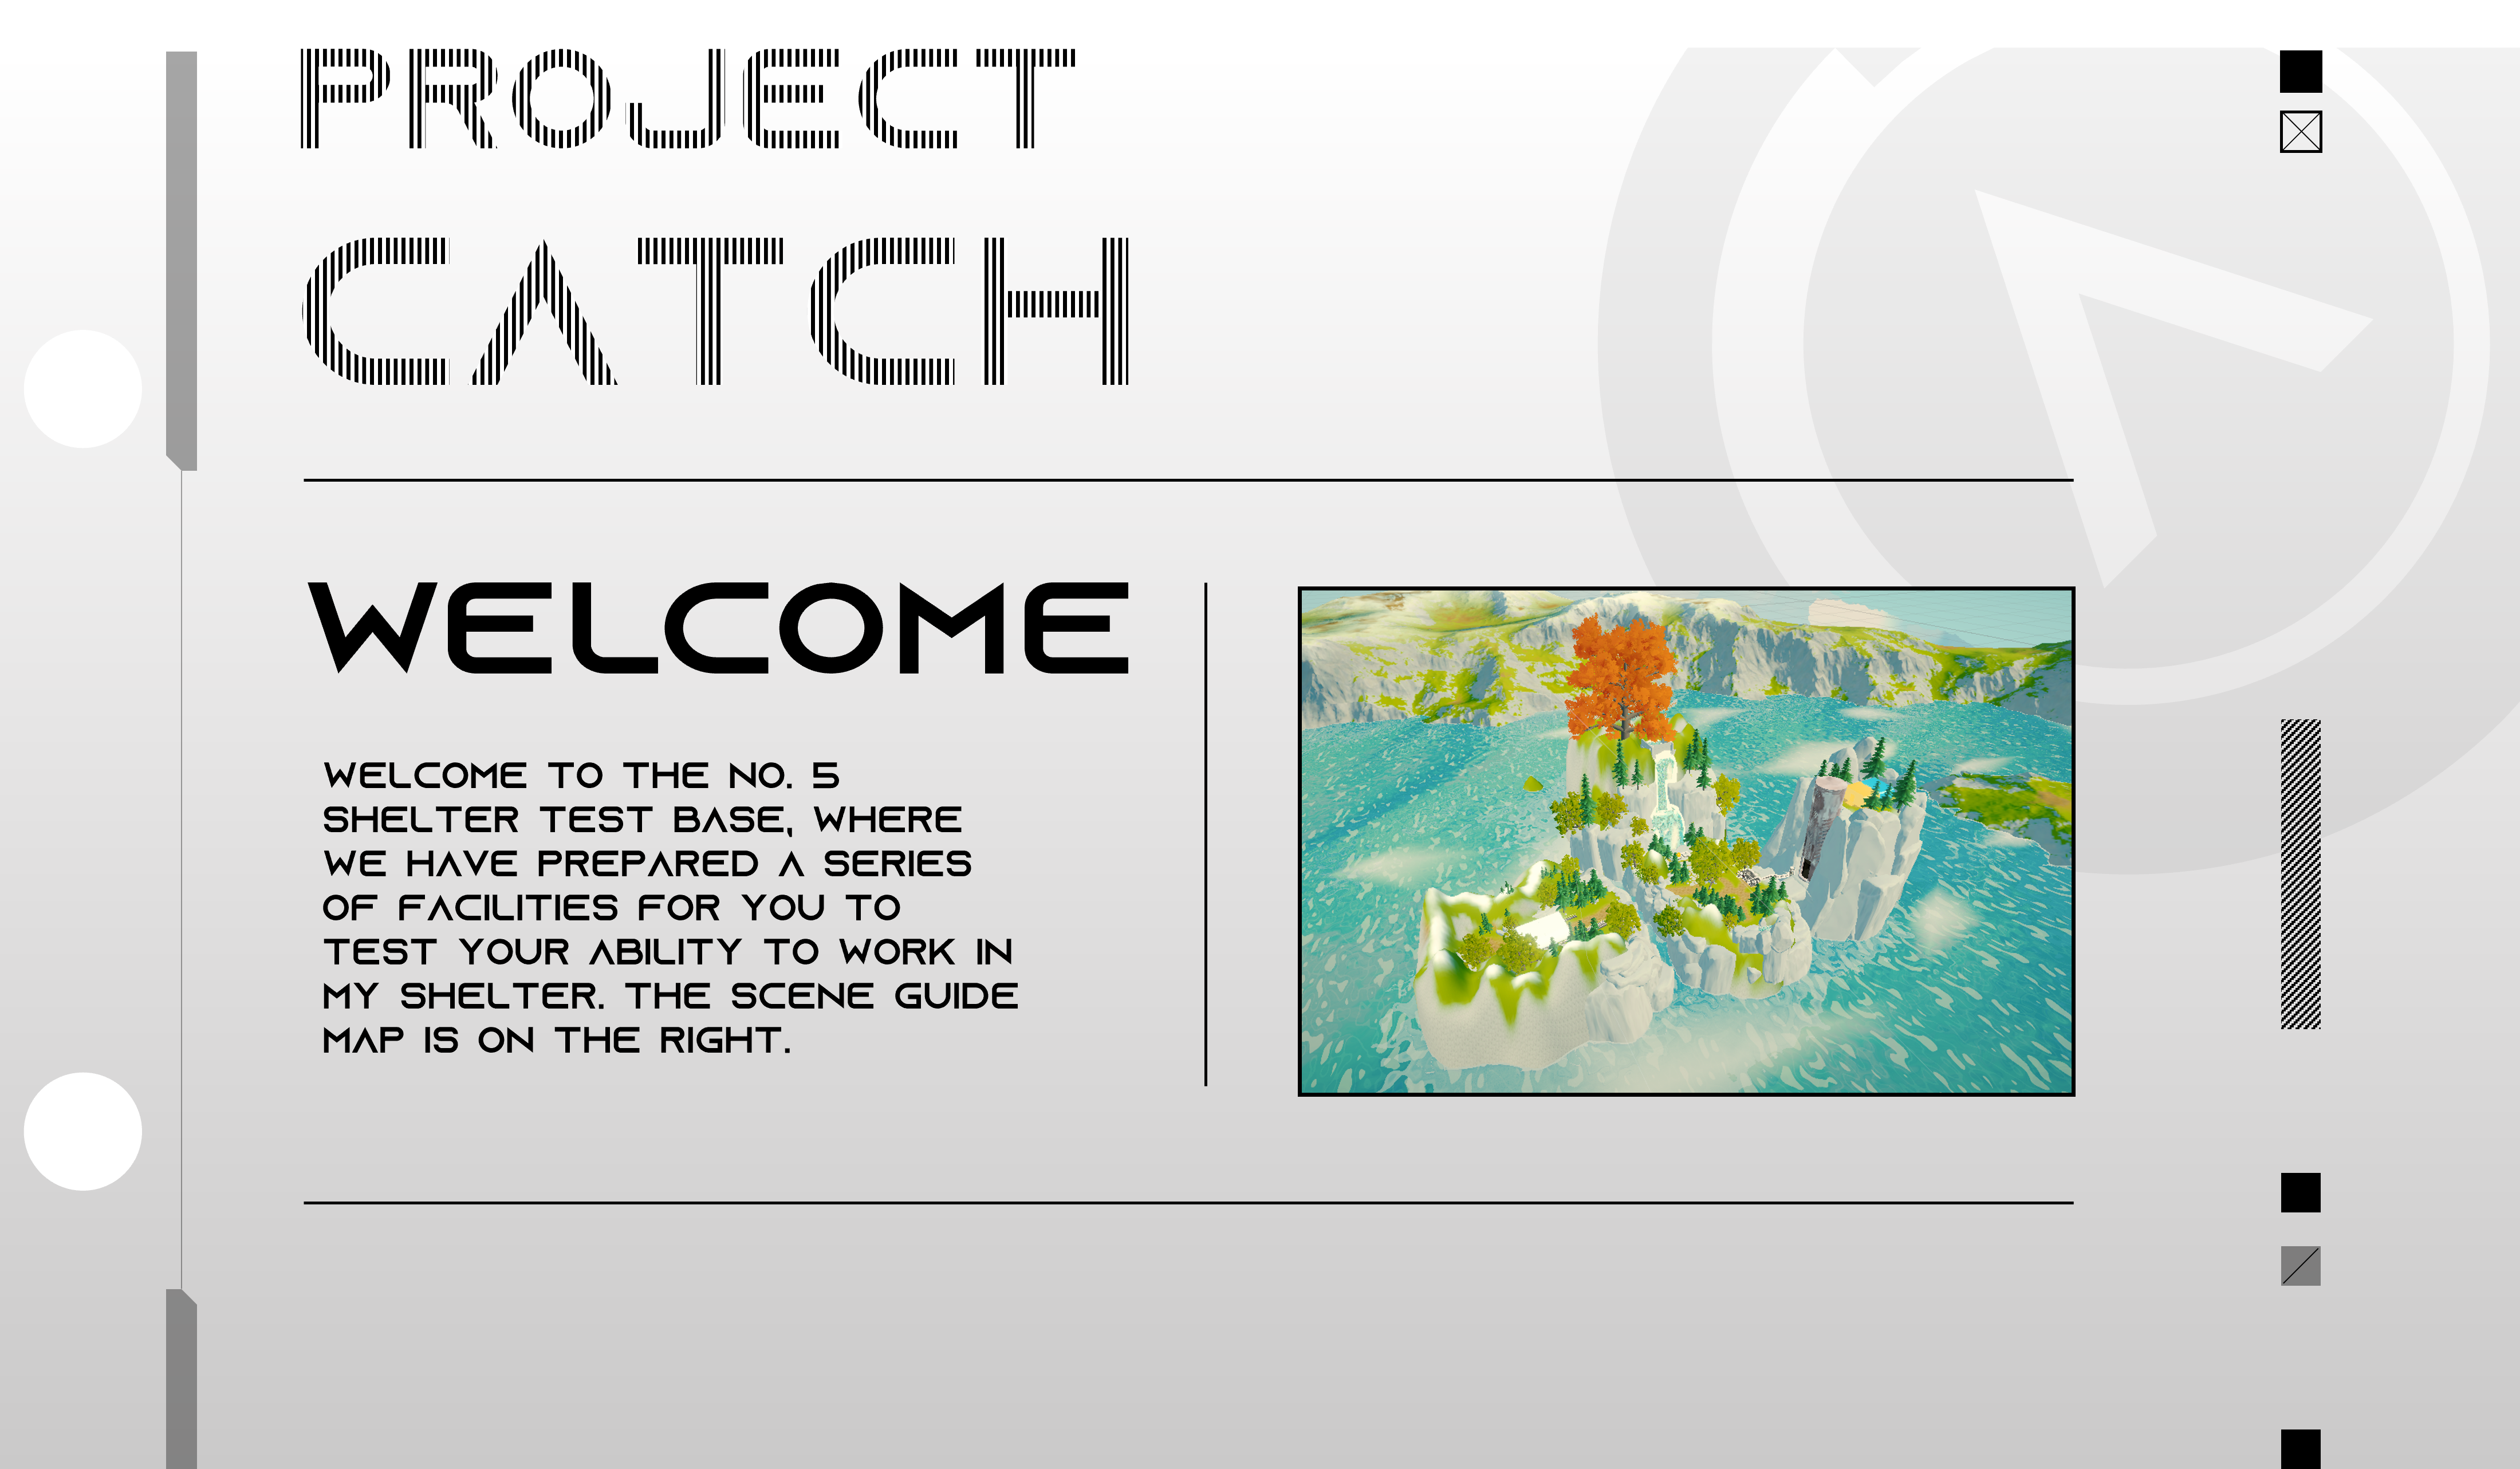 PROJECT
CATCH
WELCOME
WELCOME TO THE NO. 5
SHELTER TEST BASE, WHERE
WE HAVE PREPARED A SERIES
OF FACILITIES FOR YOU TO
TEST YOUR ABILITY TO WORK IN
MY SHELTER. THE SCENE GUIDE
MAP IS ON THE RIGHT.